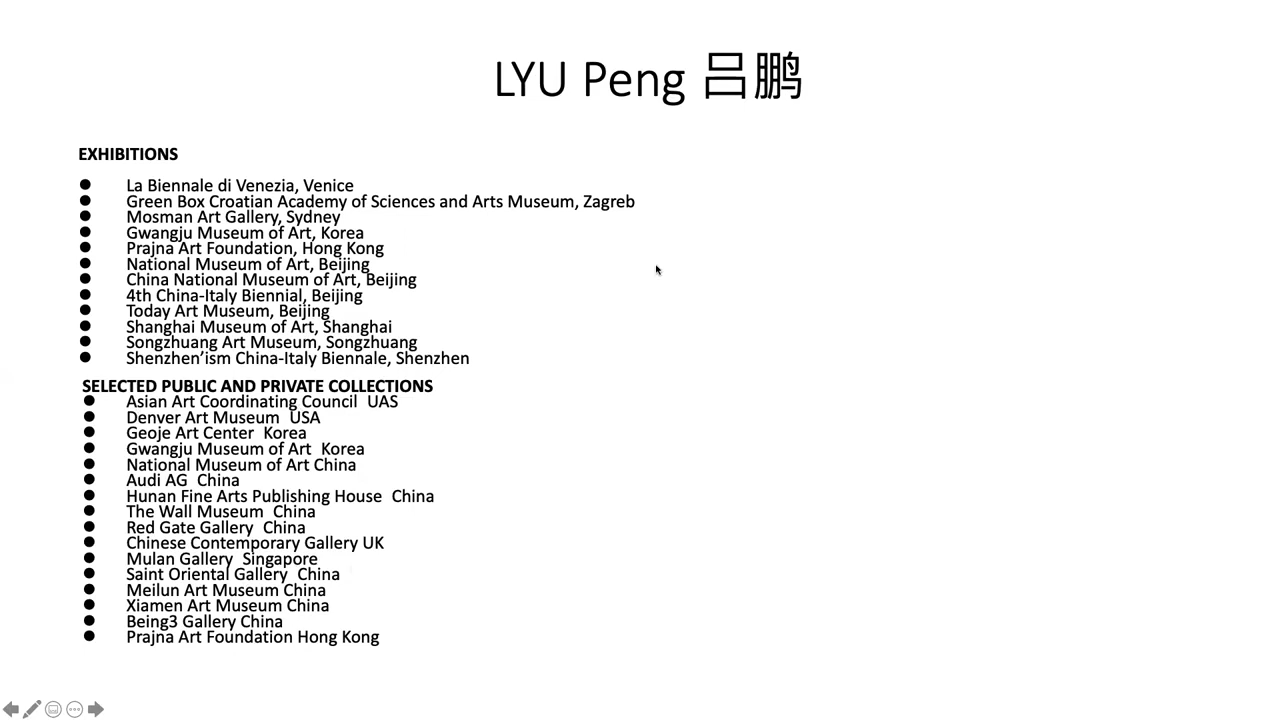 LYU Peng 吕鹏
EXHIBITIONS
● La Biennale di Venezia, Venice
● Green Box Croatian Academy of Sciences and Arts Museum, Zagreb
● Mosman Art Gallery, Sydney
● Gwangju Museum of Art, Korea
● Prajna Art Foundation, Hong Kong
● National Museum of Art, Beijing
● China National Museum of Art, Beijing
● 4th China-Italy Biennial, Beijing
● Today Art Museum, Beijing
● Shanghai Museum of Art, Shanghai
● Songzhuang Art Museum, Songzhuang
● Shenzhen’ism China-Italy Biennale, Shenzhen
SELECTED PUBLIC AND PRIVATE COLLECTIONS
● Asian Art Coordinating Council  UAS
● Denver Art Museum  USA
● Geoje Art Center  Korea
● Gwangju Museum of Art  Korea
● National Museum of Art China
● Audi AG  China
● Hunan Fine Arts Publishing House  China
● The Wall Museum  China
● Red Gate Gallery  China
● Chinese Contemporary Gallery UK
● Mulan Gallery  Singapore
● Saint Oriental Gallery  China
● Meilun Art Museum China
● Xiamen Art Museum China
● Being3 Gallery China
● Prajna Art Foundation Hong Kong